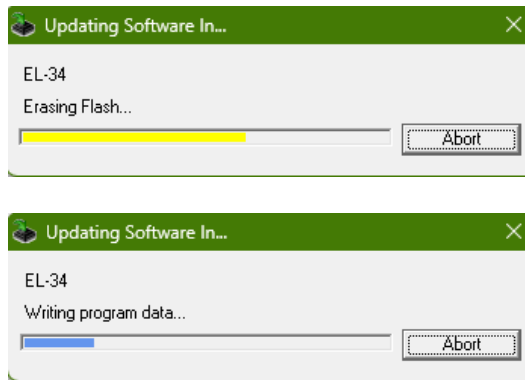 Updating Software In...
EL-34
Erasing Flash...
Abort
Updating Software In...
EL-34
Writing program data...
Abort